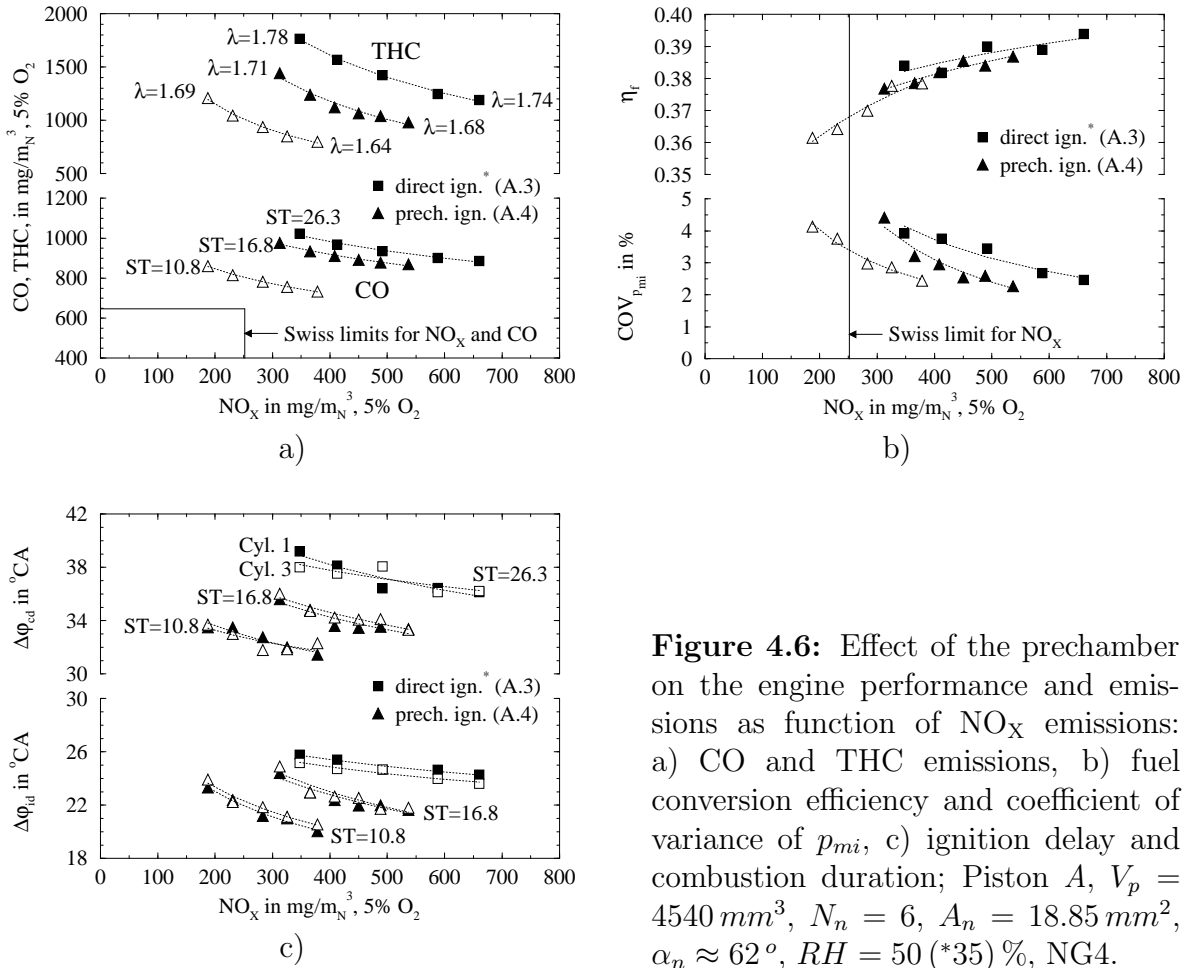 CO, THC, in mg/m_N^3, 5% O_2
2000
1500
1000
500
1200
1000
800
600
400
λ=1.78
THC
λ=1.71
λ=1.69
λ=1.74
λ=1.68
λ=1.64
direct ign.* (A.3)
prech. ign. (A.4)
ST=26.3
ST=16.8
ST=10.8
CO
Swiss limits for NO_X and CO
0 100 200 300 400 500 600 700 800
NO_X in mg/m_N^3, 5% O_2
a)
η_f
0.40
0.39
0.38
0.37
0.36
0.35
direct ign.* (A.3)
prech. ign. (A.4)
COV_{p_mi} in %
5
4
3
2
1
0
Swiss limit for NO_X
0 100 200 300 400 500 600 700 800
NO_X in mg/m_N^3, 5% O_2
b)
Δφ_cd in °CA
42
38
34
30
Cyl. 1
Cyl. 3
ST=26.3
ST=16.8
ST=10.8
direct ign.* (A.3)
prech. ign. (A.4)
Δφ_id in °CA
26
22
18
ST=16.8
ST=10.8
0 100 200 300 400 500 600 700 800
NO_X in mg/m_N^3, 5% O_2
c)
Figure 4.6: Effect of the prechamber
on the engine performance and emis-
sions as function of NO_X emissions:
a) CO and THC emissions, b) fuel
conversion efficiency and coefficient of
variance of p_mi, c) ignition delay and
combustion duration; Piston A, V_p =
4540 mm^3, N_n = 6, A_n = 18.85 mm^2,
α_n ≈ 62 °, RH = 50 (*35) %, NG4.